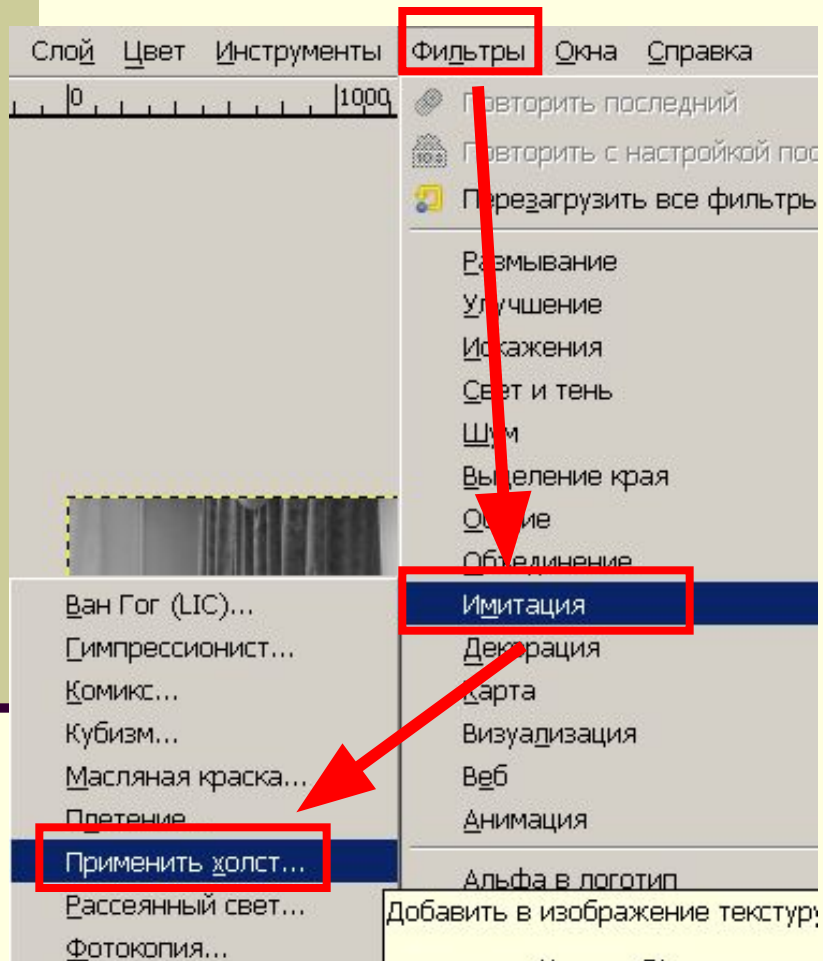 Слой Цвет Инструменты Фильтры Окна Справка
0 1000
Повторить последний
Повторить с настройкой пос
Перезагрузить все фильтры
Размывание
Улучшение
Искажения
Свет и тень
Шум
Выделение края
Общие
Объединение
Имитация
Декорация
Карта
Визуализация
Веб
Анимация
Альфа в логотип
Ван Гог (LIC)...
Гимпрессионист...
Комикс...
Кубизм...
Масляная краска...
Плетение
Применить холст...
Рассеянный свет...
Фотокопия...
Добавить в изображение текстуру